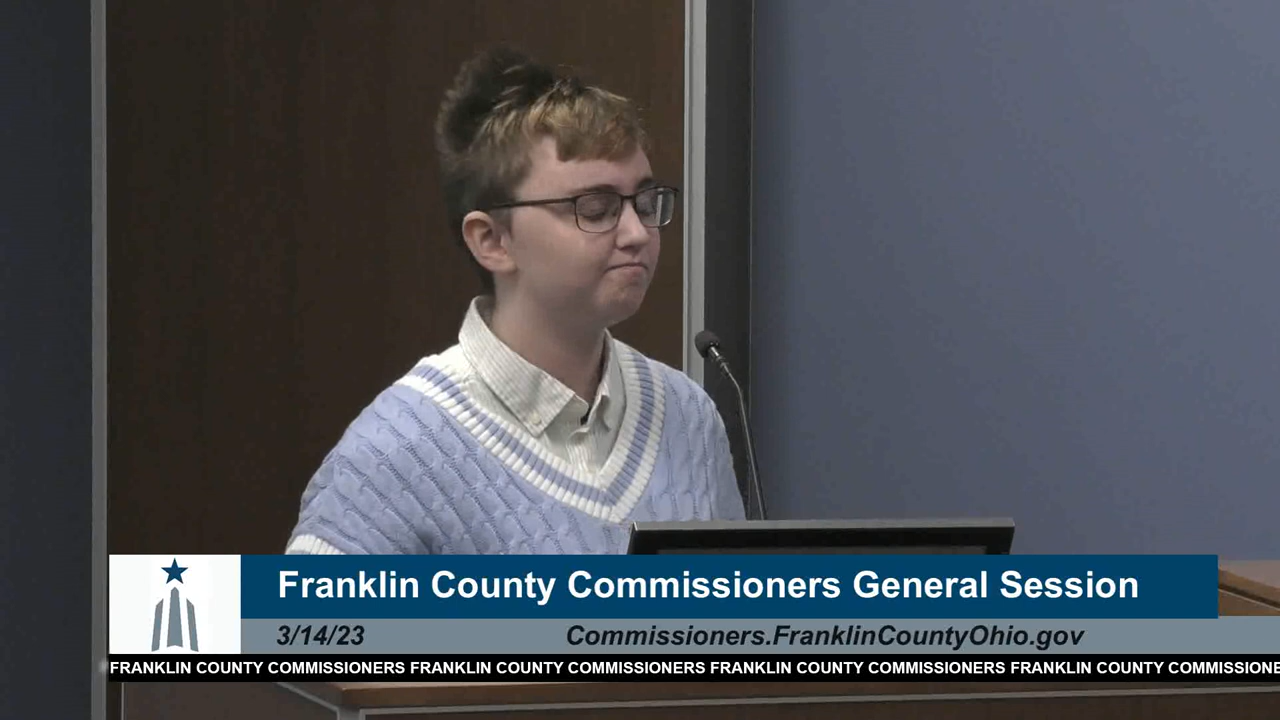 Franklin County Commissioners General Session
3/14/23 Commissioners.FranklinCountyOhio.gov
FRANKLIN COUNTY COMMISSIONERS FRANKLIN COUNTY COMMISSIONERS FRANKLIN COUNTY COMMISSIONERS FRANKLIN COUNTY COMMISSIONE